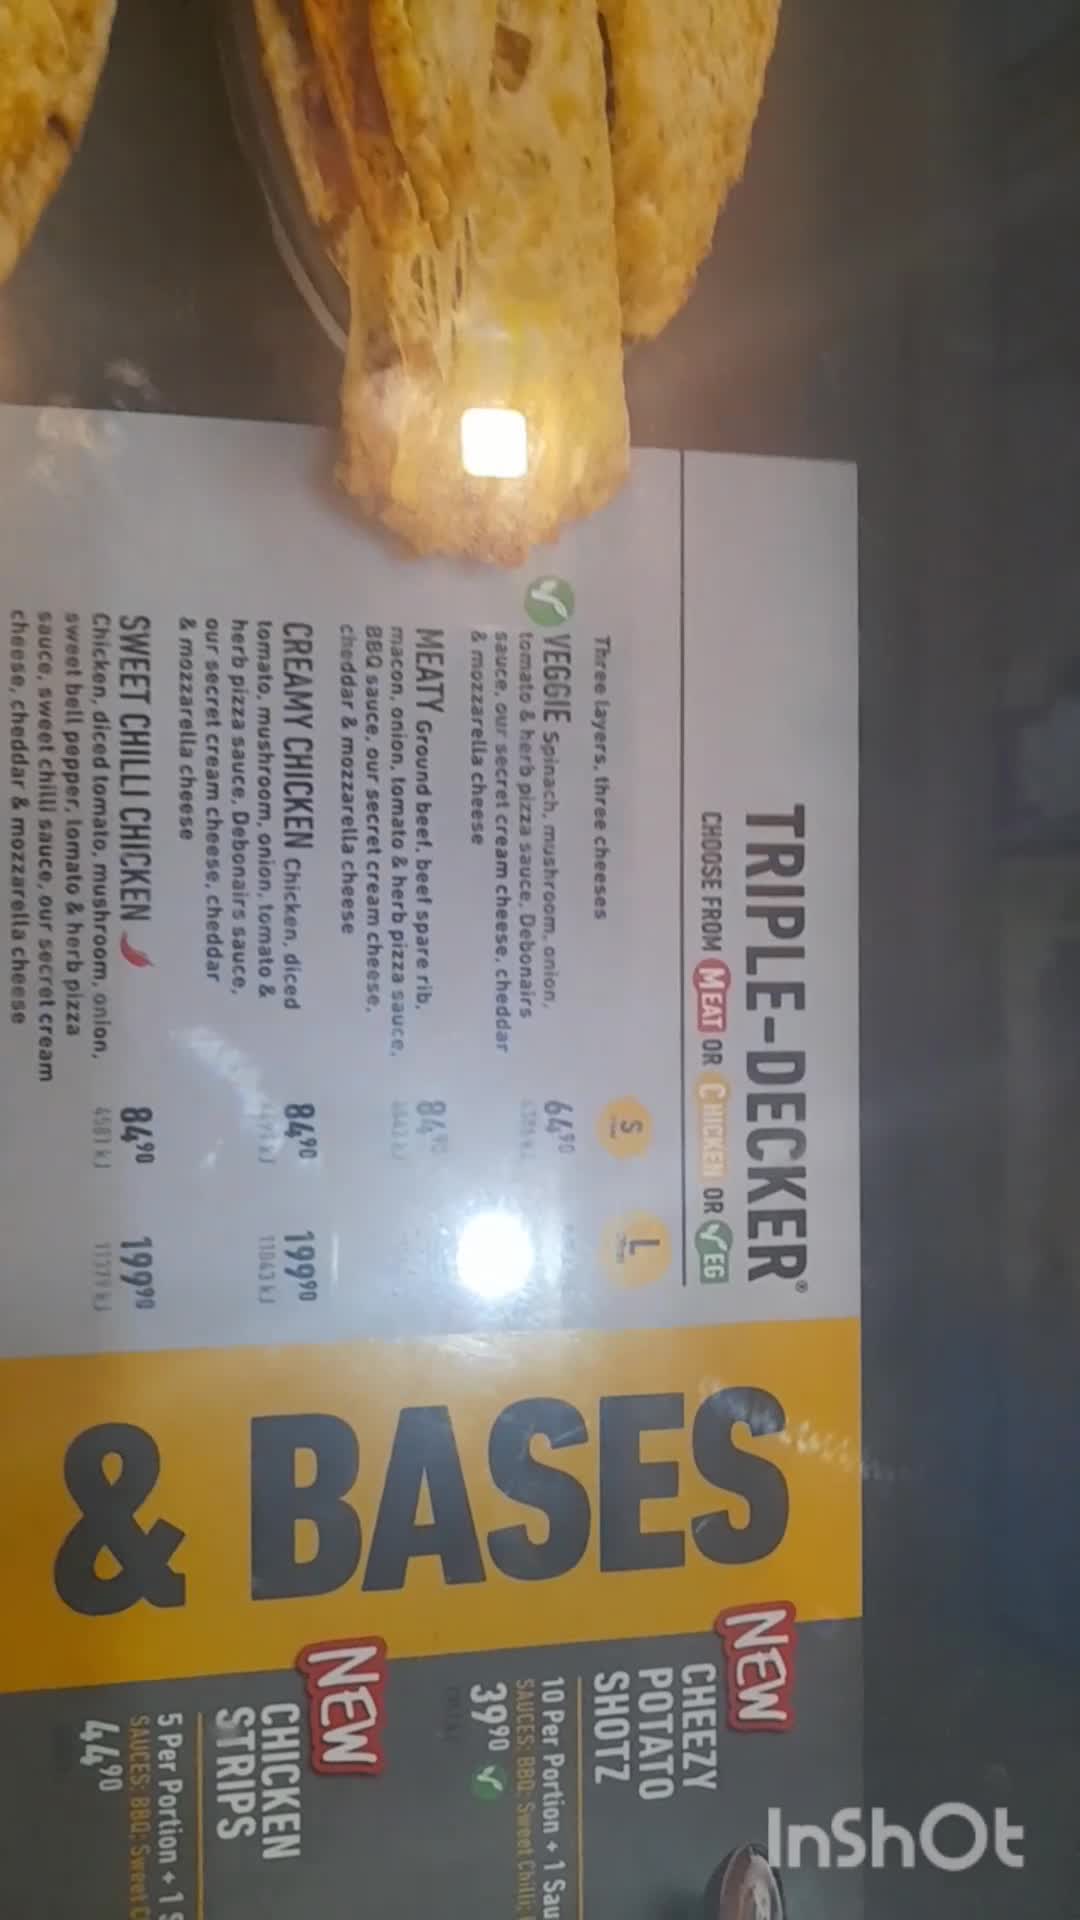 TRIPLE-DECKER®
CHOOSE FROM MEAT OR CHICKEN OR VEG
S L
Three layers, three cheeses
VEGGIE Spinach, mushroom, onion, 6490
tomato & herb pizza sauce, Debonairs
sauce, our secret cream cheese, cheddar
& mozzarella cheese
MEATY Ground beef, beef spare rib, 8490
macon, onion, tomato & herb pizza sauce,
BBQ sauce, our secret cream cheese,
cheddar & mozzarella cheese
CREAMY CHICKEN Chicken, diced 8490 19990
tomato, mushroom, onion, tomato & 11043kJ
herb pizza sauce, Debonairs sauce,
our secret cream cheese, cheddar
& mozzarella cheese
SWEET CHILLI CHICKEN 8490 19990
Chicken, diced tomato, mushroom, onion, 4581kJ 11379kJ
sweet bell pepper, tomato & herb pizza
sauce, sweet chilli sauce, our secret cream
cheese, cheddar & mozzarella cheese
& BASES
NEW
CHEEZY
POTATO
SHOTZ
10 Per Portion + 1 Sau
SAUCES: BBQ; Sweet Chilli;
3990
NEW
CHICKEN
STRIPS
5 Per Portion + 1 S
SAUCES: BBQ; Sweet C
4490
InShOt